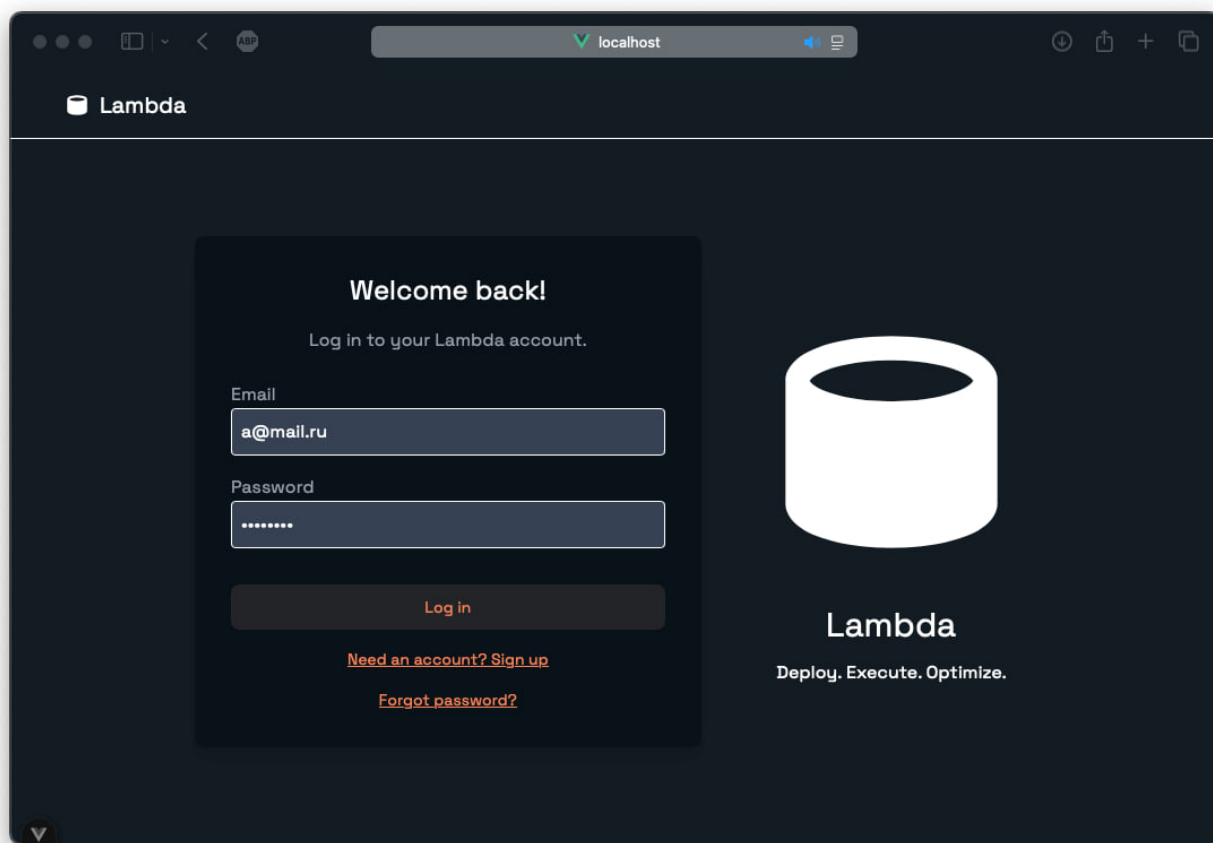 ABP
localhost
Lambda
Welcome back!
Log in to your Lambda account.
Email
a@mail.ru
Password
••••••••
Log in
Need an account? Sign up
Forgot password?
Lambda
Deploy. Execute. Optimize.